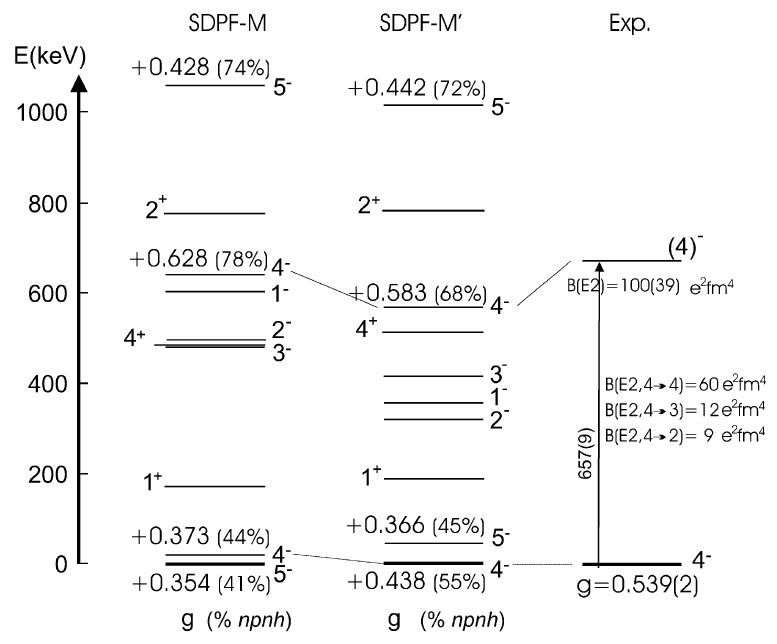 SDPF-M SDPF-M' Exp.
E(keV)
+0.428 (74%) 5-
+0.442 (72%) 5-
1000
2+ 2+
800
+0.628 (78%) 4- (4)-
1-
+0.583 (68%) 4- B(E2)=100(39) e²fm⁴
600
4+ 2- 4+
3-
3- B(E2,4→4)=60 e²fm⁴
400
1- B(E2,4→3)=12 e²fm⁴
2- B(E2,4→2)= 9 e²fm⁴
657(9)
200
1+ 1+
+0.373 (44%) 4- +0.366 (45%) 5-
0
+0.354 (41%) 5- +0.438 (55%) 4- 4-
g=0.539(2)
g (% npnh) g (% npnh)